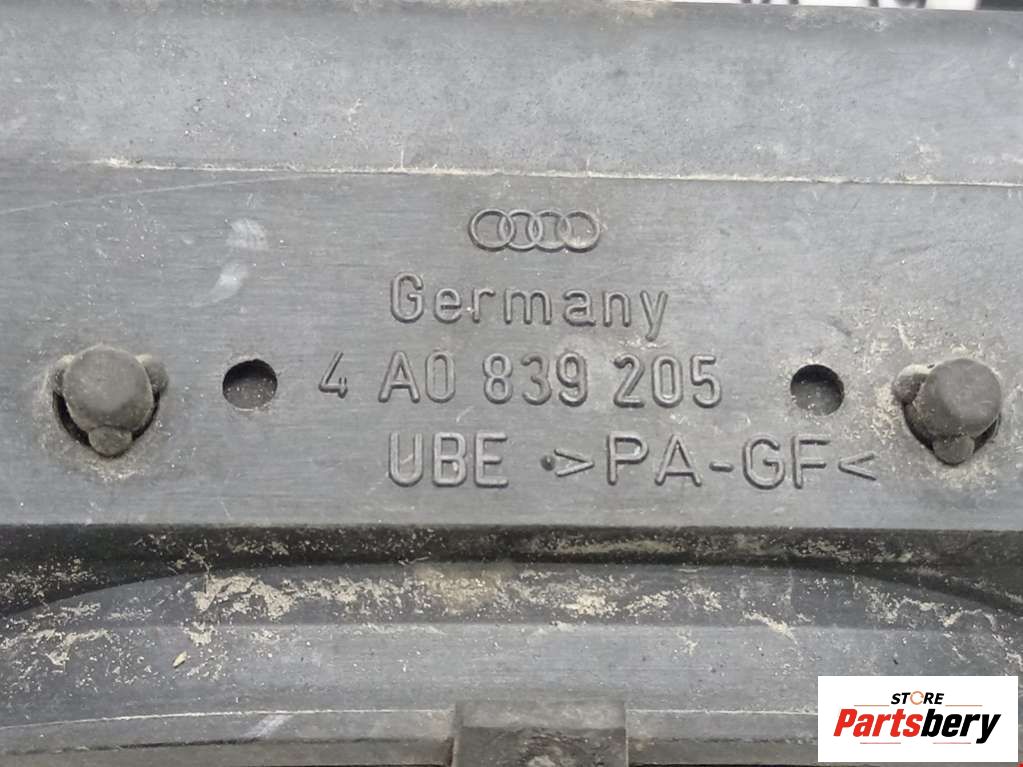 Germany
4 A0 839 205
UBE >PA-GF<
STORE
Partsbery